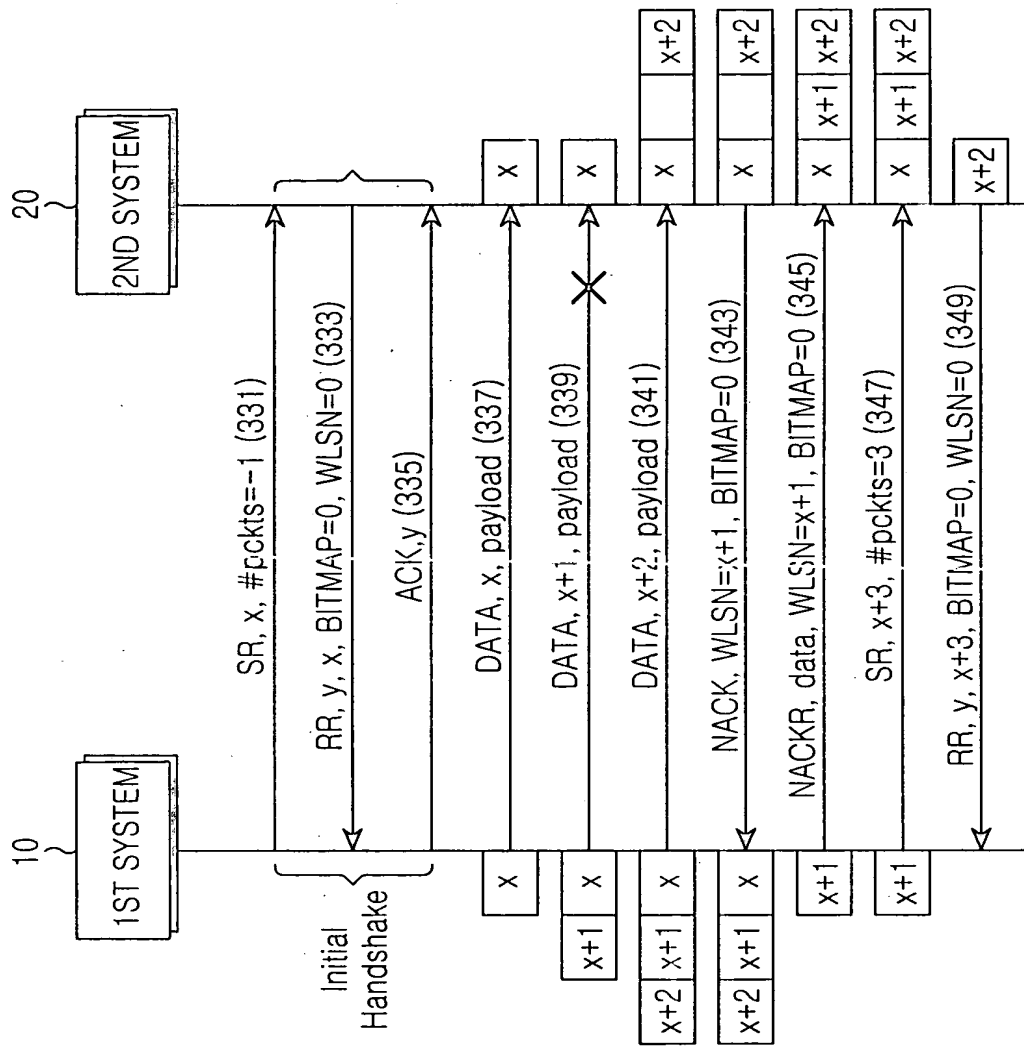 10
1ST SYSTEM
20
2ND SYSTEM
Initial
Handshake
SR, x, #pckts=-1 (331)
RR, y, x, BITMAP=0, WLSN=0 (333)
ACK,y (335)
x
DATA, x, payload (337)
x
x+1 x
DATA, x+1, payload (339)
x
x+2 x+1 x
DATA, x+2, payload (341)
x x+2
x+2 x+1 x
NACK, WLSN=x+1, BITMAP=0 (343)
x x+2
x+1
NACKR, data, WLSN=x+1, BITMAP=0 (345)
x x+1 x+2
x+1
SR, x+3, #pckts=3 (347)
x x+1 x+2
RR, y, x+3, BITMAP=0, WLSN=0 (349)
x+2